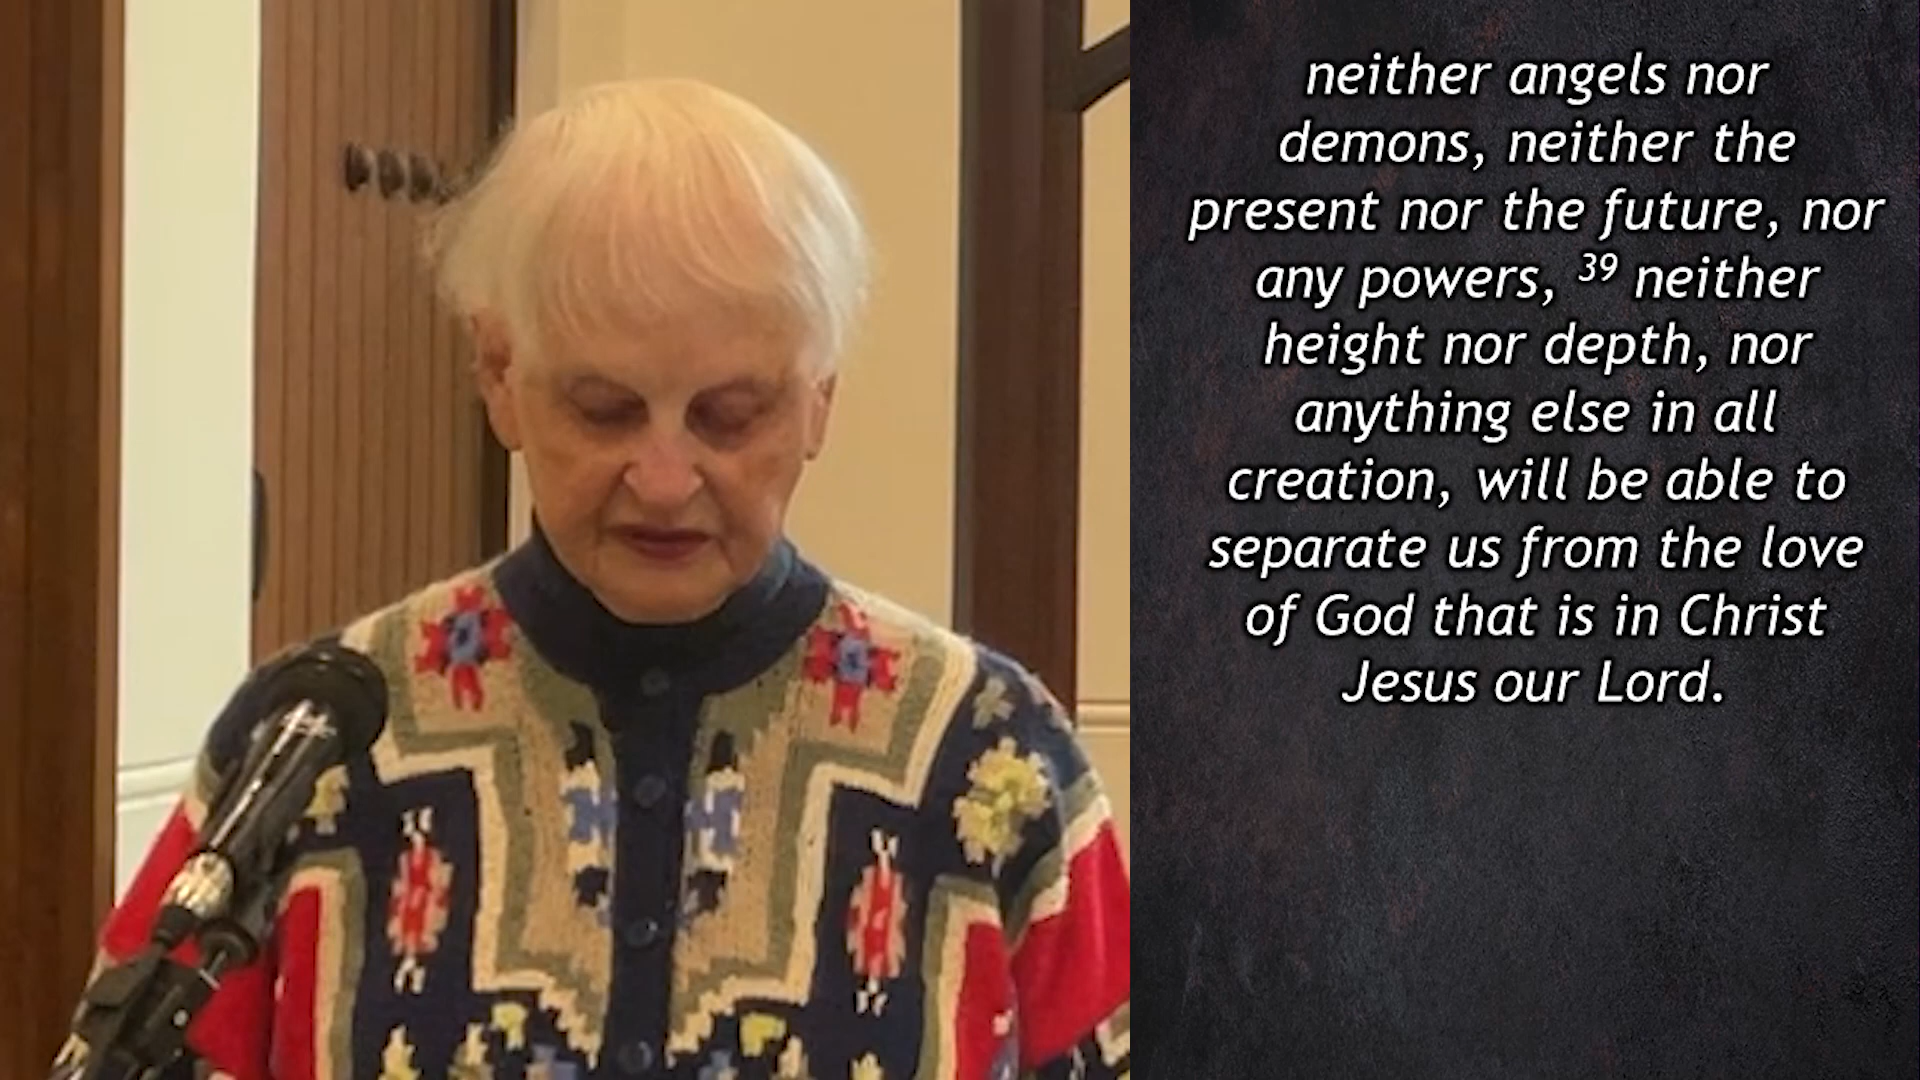 neither angels nor
demons, neither the
present nor the future, nor
any powers, 39 neither
height nor depth, nor
anything else in all
creation, will be able to
separate us from the love
of God that is in Christ
Jesus our Lord.